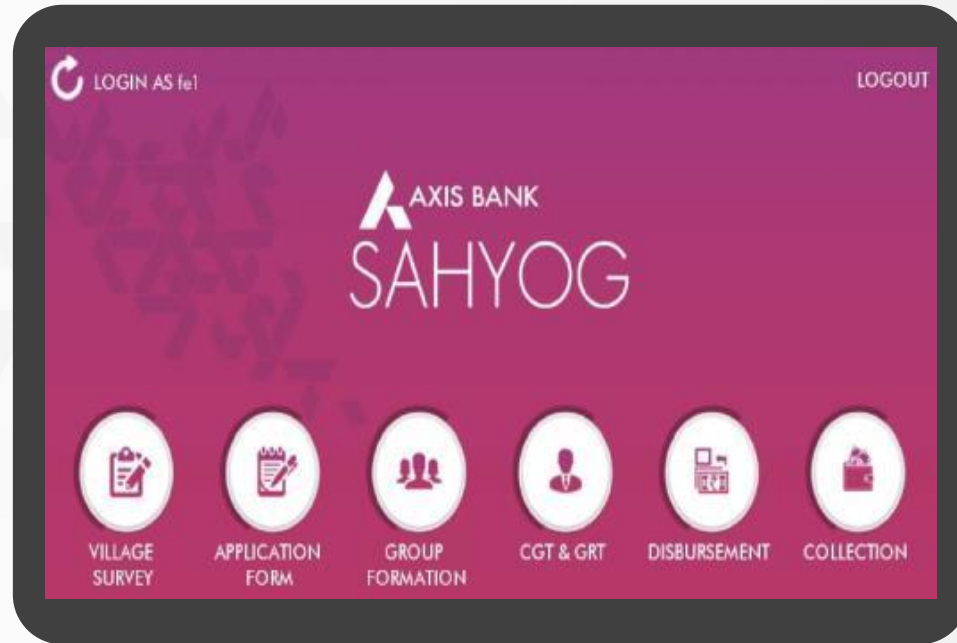 LOGIN AS fe1
LOGOUT
AXIS BANK
SAHYOG
VILLAGE
SURVEY
APPLICATION
FORM
GROUP
FORMATION
CGT & GRT
DISBURSEMENT
COLLECTION